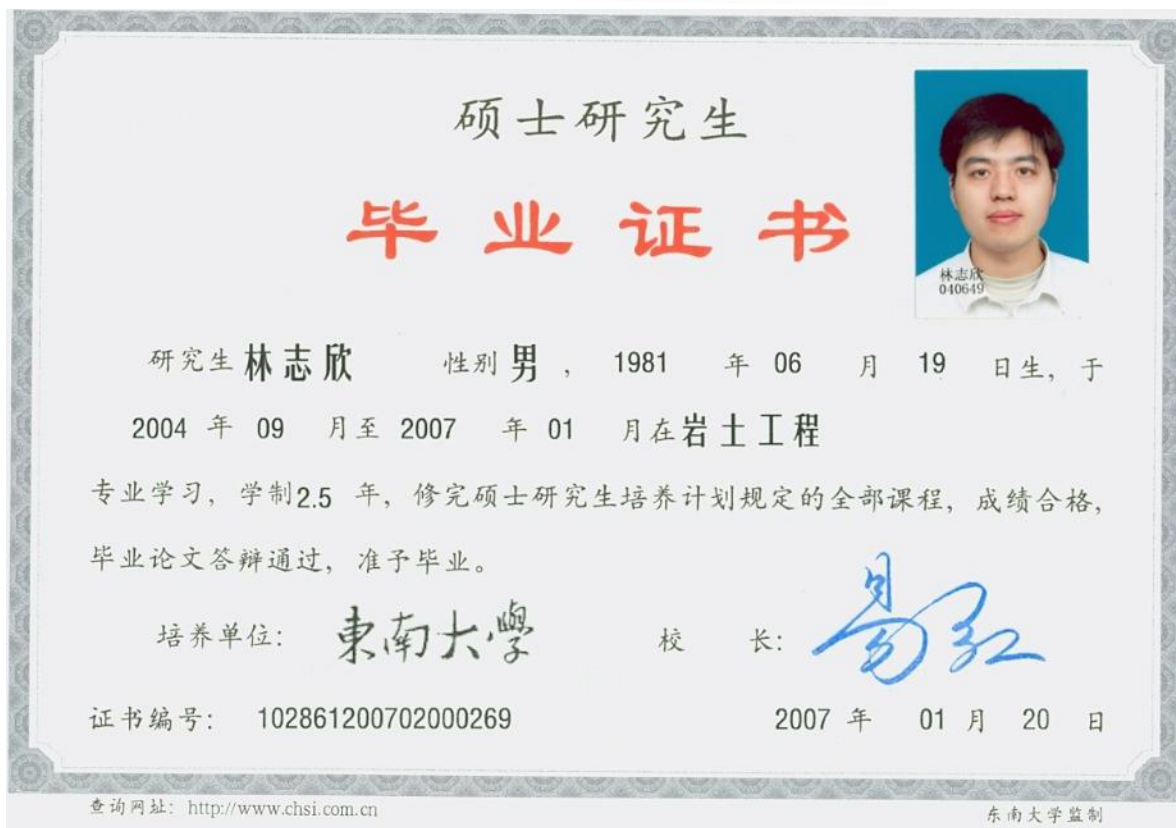 硕士研究生
毕业证书
林志欣
040649
研究生 林志欣 性别 男 , 1981 年 06 月 19 日生, 于
2004 年 09 月至 2007 年 01 月在 岩土工程
专业学习, 学制 2.5 年, 修完硕士研究生培养计划规定的全部课程, 成绩合格,
毕业论文答辩通过, 准予毕业。
培养单位: 東南大學 校 长: 易红
证书编号: 102861200702000269 2007 年 01 月 20 日
查询网址: http://www.chsi.com.cn 东南大学监制